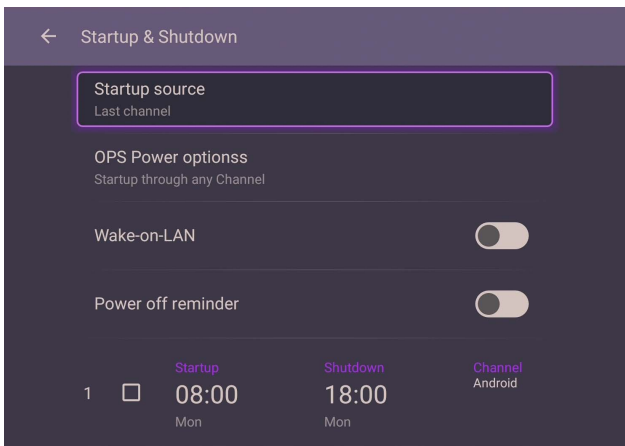 Startup & Shutdown
Startup source
Last channel
OPS Power optionss
Startup through any Channel
Wake-on-LAN
Power off reminder
Startup Shutdown Channel
1 08:00 18:00 Android
Mon Mon